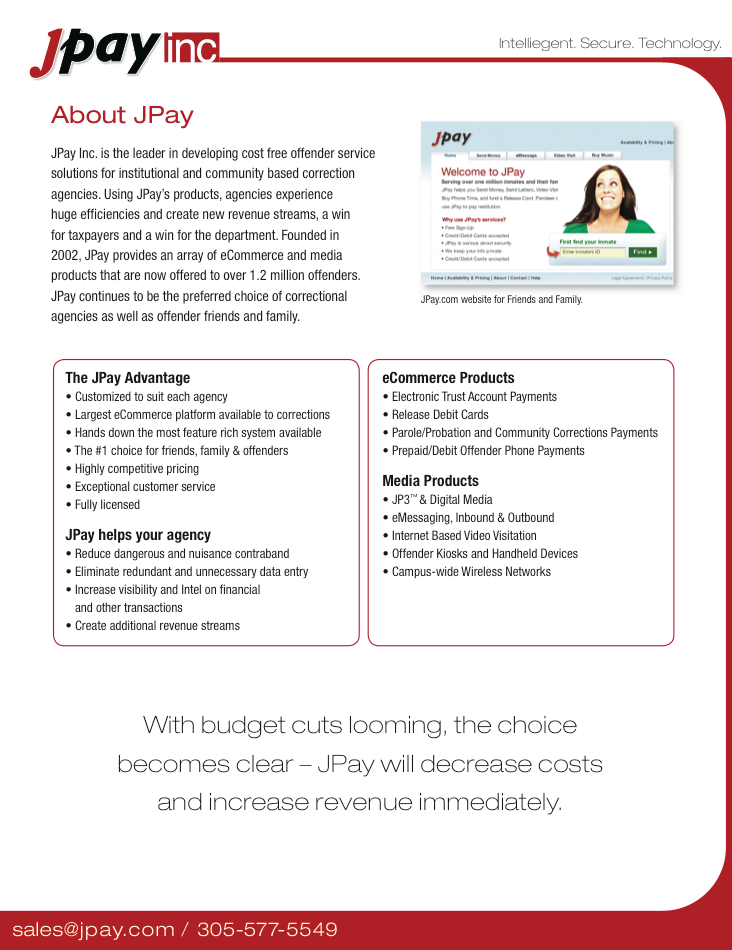 JPay inc
Intelliegent. Secure. Technology.
About JPay
JPay Inc. is the leader in developing cost free offender service
solutions for institutional and community based correction
agencies. Using JPay's products, agencies experience
huge efficiencies and create new revenue streams, a win
for taxpayers and a win for the department. Founded in
2002, JPay provides an array of eCommerce and media
products that are now offered to over 1.2 million offenders.
JPay continues to be the preferred choice of correctional
agencies as well as offender friends and family.
Jpay
Availability & Pricing | Ab
Home Send Money eMessage Video Visit Buy Music
Welcome to JPay
Serving over one million inmates and their fam
JPay helps you Send Money, Send Letters, Video Visi
Buy Phone Time, and fund a Release Card. Parolees c
use JPay to pay restitution.
Why use JPay's services?
• Free Sign-Up
• Credit/Debit Cards accepted
• JPay is serious about security
• We keep your info private
• Credit/Debit Cards accepted
First find your Inmate
Enter Inmate's ID
Find
Home | Availability & Pricing | About | Contact | Help
Legal Agreements | Privacy Policy
JPay.com website for Friends and Family.
The JPay Advantage
• Customized to suit each agency
• Largest eCommerce platform available to corrections
• Hands down the most feature rich system available
• The #1 choice for friends, family & offenders
• Highly competitive pricing
• Exceptional customer service
• Fully licensed
JPay helps your agency
• Reduce dangerous and nuisance contraband
• Eliminate redundant and unnecessary data entry
• Increase visibility and Intel on financial
and other transactions
• Create additional revenue streams
eCommerce Products
• Electronic Trust Account Payments
• Release Debit Cards
• Parole/Probation and Community Corrections Payments
• Prepaid/Debit Offender Phone Payments
Media Products
• JP3™ & Digital Media
• eMessaging, Inbound & Outbound
• Internet Based Video Visitation
• Offender Kiosks and Handheld Devices
• Campus-wide Wireless Networks
With budget cuts looming, the choice
becomes clear – JPay will decrease costs
and increase revenue immediately.
sales@jpay.com / 305-577-5549